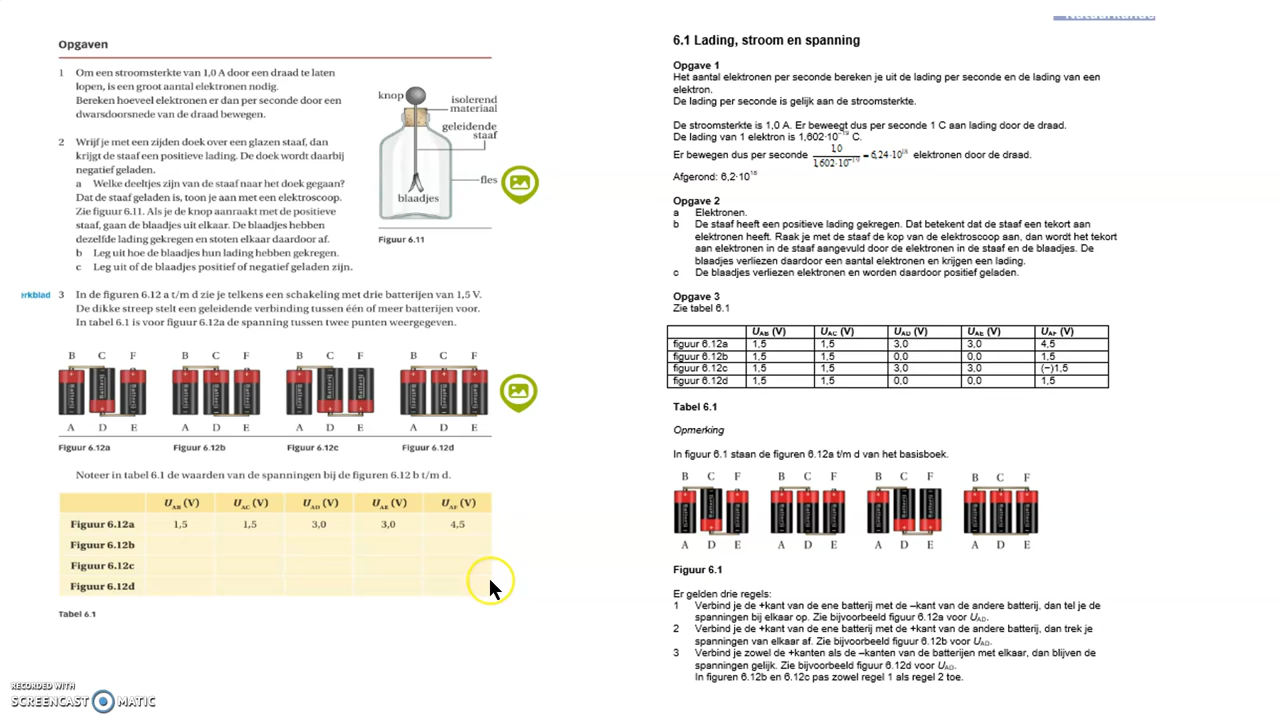 Opgaven
1 Om een stroomsterkte van 1,0 A door een draad te laten
lopen, is een groot aantal elektronen nodig.
Bereken hoeveel elektronen er dan per seconde door een
dwarsdoorsnede van de draad bewegen.
2 Wrijf je met een zijden doek over een glazen staaf, dan
krijgt de staaf een positieve lading. De doek wordt daarbij
negatief geladen.
a Welke deeltjes zijn van de staaf naar het doek gegaan?
Dat de staaf geladen is, toon je aan met een elektroscoop.
Zie figuur 6.11. Als je de knop aanraakt met de positieve
staaf, gaan de blaadjes uit elkaar. De blaadjes hebben
dezelfde lading gekregen en stoten elkaar daardoor af.
b Leg uit hoe de blaadjes hun lading hebben gekregen.
c Leg uit of de blaadjes positief of negatief geladen zijn.
knop
isolerend
materiaal
geleidende
staaf
fles
blaadjes
Figuur 6.11
erkblad
3 In de figuren 6.12 a t/m d zie je telkens een schakeling met drie batterijen van 1,5 V.
De dikke streep stelt een geleidende verbinding tussen één of meer batterijen voor.
In tabel 6.1 is voor figuur 6.12a de spanning tussen twee punten weergegeven.
B C F B C F B C F B C F
A D E A D E A D E A D E
Figuur 6.12a Figuur 6.12b Figuur 6.12c Figuur 6.12d
Noteer in tabel 6.1 de waarden van de spanningen bij de figuren 6.12 b t/m d.
U_AB (V) U_AC (V) U_AD (V) U_AE (V) U_AF (V)
Figuur 6.12a 1,5 1,5 3,0 3,0 4,5
Figuur 6.12b
Figuur 6.12c
Figuur 6.12d
Tabel 6.1
RECORDED WITH
SCREENCAST MATIC
6.1 Lading, stroom en spanning
Opgave 1
Het aantal elektronen per seconde bereken je uit de lading per seconde en de lading van een
elektron.
De lading per seconde is gelijk aan de stroomsterkte.
De stroomsterkte is 1,0 A. Er beweegt dus per seconde 1 C aan lading door de draad.
De lading van 1 elektron is 1,602·10⁻¹⁹ C.
Er bewegen dus per seconde 1,0 / 1,602·10⁻¹⁹ = 6,24·10¹⁸ elektronen door de draad.
Afgerond: 6,2·10¹⁸
Opgave 2
a Elektronen.
b De staaf heeft een positieve lading gekregen. Dat betekent dat de staaf een tekort aan
elektronen heeft. Raak je met de staaf de kop van de elektroscoop aan, dan wordt het tekort
aan elektronen in de staaf aangevuld door de elektronen in de staaf en de blaadjes. De
blaadjes verliezen daardoor een aantal elektronen en krijgen een lading.
c De blaadjes verliezen elektronen en worden daardoor positief geladen.
Opgave 3
Zie tabel 6.1
U_AB (V) U_AC (V) U_AD (V) U_AE (V) U_AF (V)
figuur 6.12a 1,5 1,5 3,0 3,0 4,5
figuur 6.12b 1,5 1,5 0,0 0,0 1,5
figuur 6.12c 1,5 1,5 3,0 3,0 (−)1,5
figuur 6.12d 1,5 1,5 0,0 0,0 1,5
Tabel 6.1
Opmerking
In figuur 6.1 staan de figuren 6.12a t/m d van het basisboek.
B C F B C F B C F B C F
A D E A D E A D E A D E
Figuur 6.1
Er gelden drie regels:
1 Verbind je de +kant van de ene batterij met de –kant van de andere batterij, dan tel je de
spanningen bij elkaar op. Zie bijvoorbeeld figuur 6.12a voor U_AD.
2 Verbind je de +kant van de ene batterij met de +kant van de andere batterij, dan trek je
spanningen van elkaar af. Zie bijvoorbeeld figuur 6.12b voor U_AD.
3 Verbind je zowel de +kanten als de –kanten van de batterijen met elkaar, dan blijven de
spanningen gelijk. Zie bijvoorbeeld figuur 6.12d voor U_AD.
In figuren 6.12b en 6.12c pas zowel regel 1 als regel 2 toe.